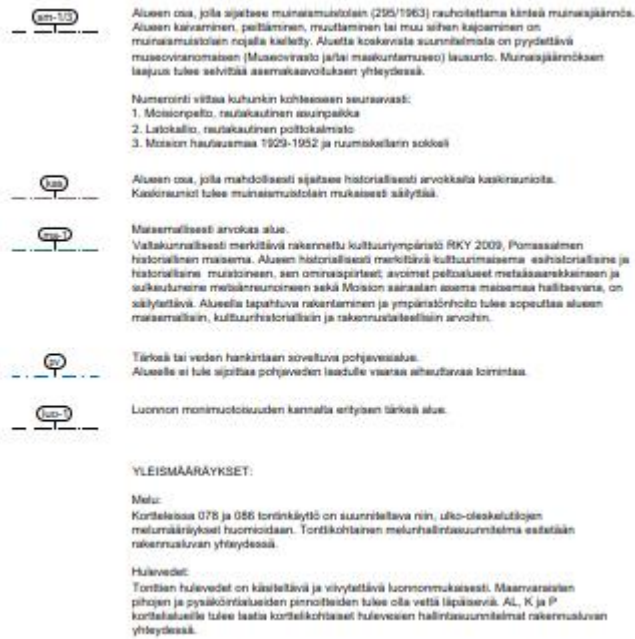 sm-1/3
Alueen osa, jolla sijaitsee muinaismuistolain (295/1963) rauhoittama kiinteä muinaisjäännös.
Alueen kaivaminen, peittäminen, muuttaminen tai muu siihen kajoaminen on
muinaismuistolain nojalla kielletty. Aluetta koskevista suunnitelmista on pyydettävä
museoviranomaisen (Museovirasto ja/tai maakuntamuseo) lausunto. Muinaisjäännöksen
laajuus tulee selvittää asemakaavoituksen yhteydessä.
Numerointi viittaa kuhunkin kohteeseen seuraavasti:
1. Moisionpelto, rautakautinen asuinpaikka
2. Latokallio, rautakautinen polttokalmisto
3. Moision hautausmaa 1929-1952 ja ruumiskellarin sokkeli
kas
Alueen osa, jolla mahdollisesti sijaitsee historiallisesti arvokkaita kaskiraunioita.
Kaskirauniot tulee muinaismuistolain mukaisesti säilyttää.
ma-1
Maisemallisesti arvokas alue.
Valtakunnallisesti merkittävä rakennettu kulttuuriympäristö RKY 2009, Porrassalmen
historiallinen maisema. Alueen historiallisesti merkittävä kulttuurimaisema esihistoriallisine ja
historiallisine muistoineen, sen ominaispiirteet; avoimet peltoalueet metsäsaarekkeineen ja
sulkeutuneine metsänreunoineen sekä Moision sairaalan asema maisemaa hallitsevana, on
säilytettävä. Alueella tapahtuva rakentaminen ja ympäristönhoito tulee sopeuttaa alueen
maisemallisiin, kulttuurihistoriallisiin ja rakennustaiteellisiin arvoihin.
pv
Tärkeä tai veden hankintaan soveltuva pohjavesialue.
Alueelle ei tule sijoittaa pohjaveden laadulle vaaraa aiheuttavaa toimintaa.
luo-1
Luonnon monimuotoisuuden kannalta erityisen tärkeä alue.
YLEISMÄÄRÄYKSET:
Melu:
Kortteleissa 078 ja 086 tontinkäyttö on suunniteltava niin, ulko-oleskelutilojen
melumääräykset huomioidaan. Tonttikohtainen melunhallintasuunnitelma esitetään
rakennusluvan yhteydessä.
Hulevedet:
Tonttien hulevedet on käsiteltävä ja viivytettävä luonnonmukaisesti. Maanvaraisten
pihojen ja pysäköintialueiden pinnoitteiden tulee olla vettä läpäiseviä. AL, K ja P
korttelialueille tulee laatia korttelikohtaiset hulevesien hallintasuunnitelmat rakennusluvan
yhteydessä.